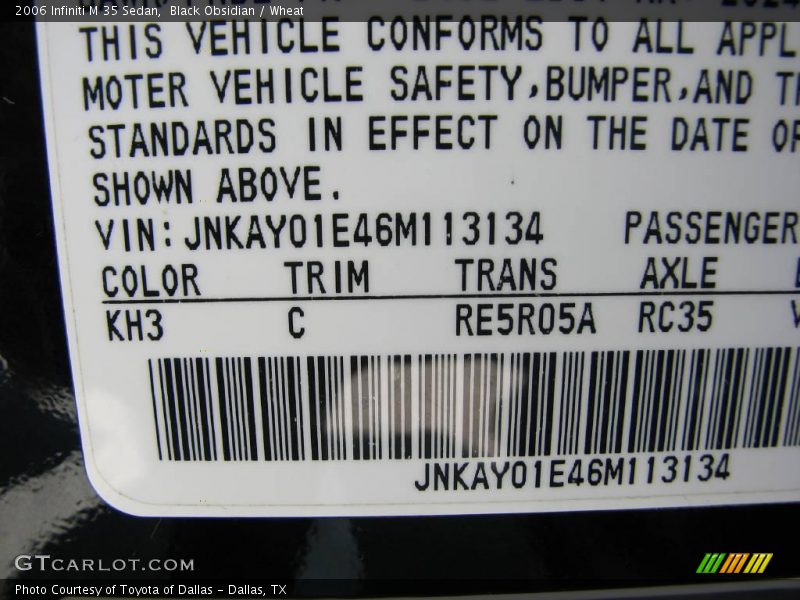 2006 Infiniti M 35 Sedan, Black Obsidian / Wheat
THIS VEHICLE CONFORMS TO ALL APPL
MOTER VEHICLE SAFETY,BUMPER,AND
STANDARDS IN EFFECT ON THE DATE OF
SHOWN ABOVE.
VIN: JNKAY01E46M113134 PASSENGER
COLOR TRIM TRANS AXLE
KH3 C RE5R05A RC35
JNKAY01E46M113134
GTCARLOT.COM
Photo Courtesy of Toyota of Dallas - Dallas, TX